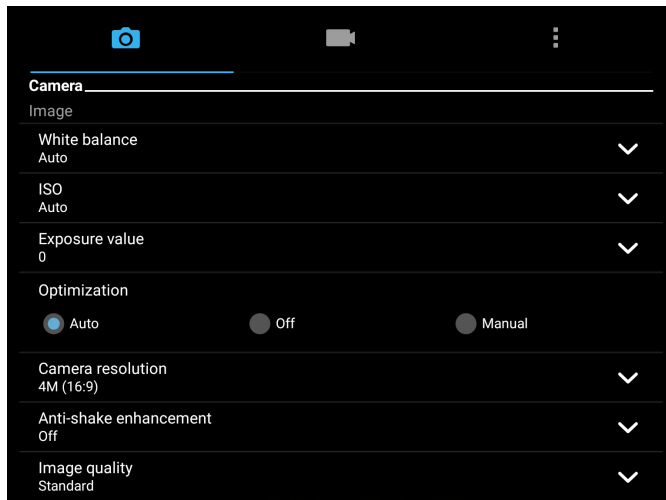 Camera
Image
White balance
Auto
ISO
Auto
Exposure value
0
Optimization
Auto Off Manual
Camera resolution
4M (16:9)
Anti-shake enhancement
Off
Image quality
Standard